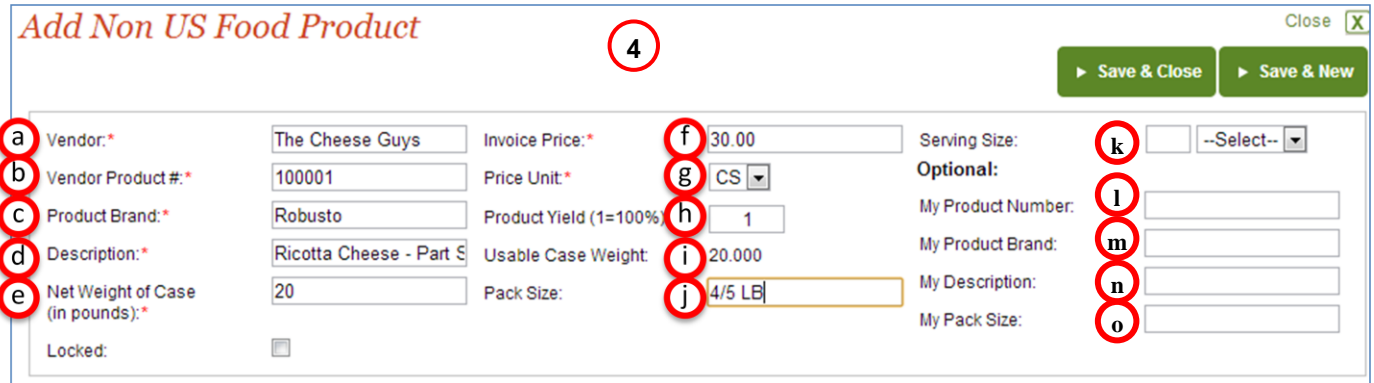 Add Non US Food Product
4
Close X
Save & Close
Save & New
a Vendor:* The Cheese Guys
b Vendor Product #:* 100001
c Product Brand:* Robusto
d Description:* Ricotta Cheese - Part S
e Net Weight of Case
(in pounds):* 20
Locked:
Invoice Price:* f 30.00
Price Unit:* g CS
Product Yield (1=100%) h 1
Usable Case Weight: i 20.000
Pack Size: j 4/5 LB
Serving Size: k --Select--
Optional:
My Product Number: l
My Product Brand: m
My Description: n
My Pack Size: o